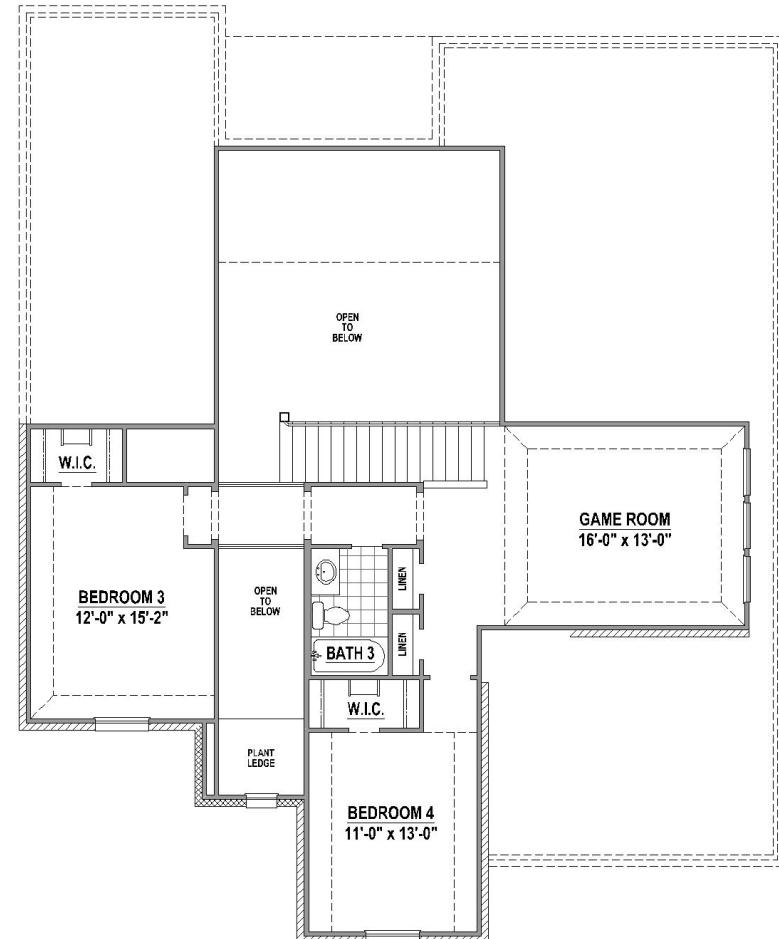 OPEN
TO
BELOW
W.I.C.
GAME ROOM
16'-0" x 13'-0"
BEDROOM 3
12'-0" x 15'-2"
OPEN
TO
BELOW
LINEN
LINEN
BATH 3
W.I.C.
PLANT
LEDGE
BEDROOM 4
11'-0" x 13'-0"